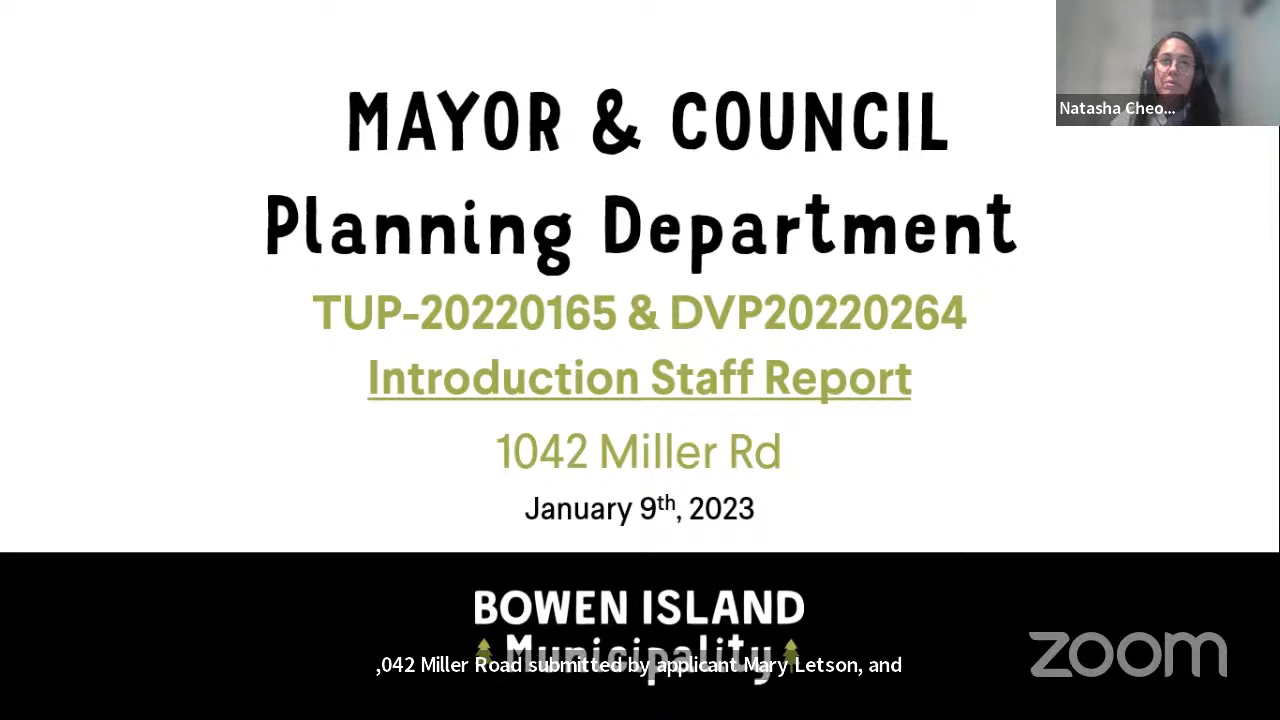 MAYOR & COUNCIL
Natasha Cheo...
Planning Department
TUP-20220165 & DVP20220264
Introduction Staff Report
1042 Miller Rd
January 9th, 2023
BOWEN ISLAND
Municipality
,042 Miller Road submitted by applicant Mary Letson, and
zoom